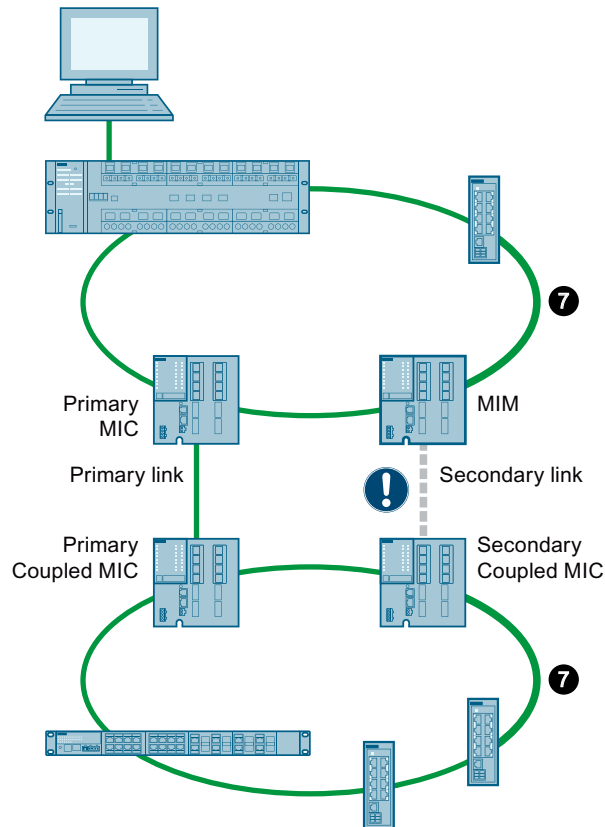 7
Primary
MIC
MIM
Primary link
!
Secondary link
Primary
Coupled MIC
Secondary
Coupled MIC
7